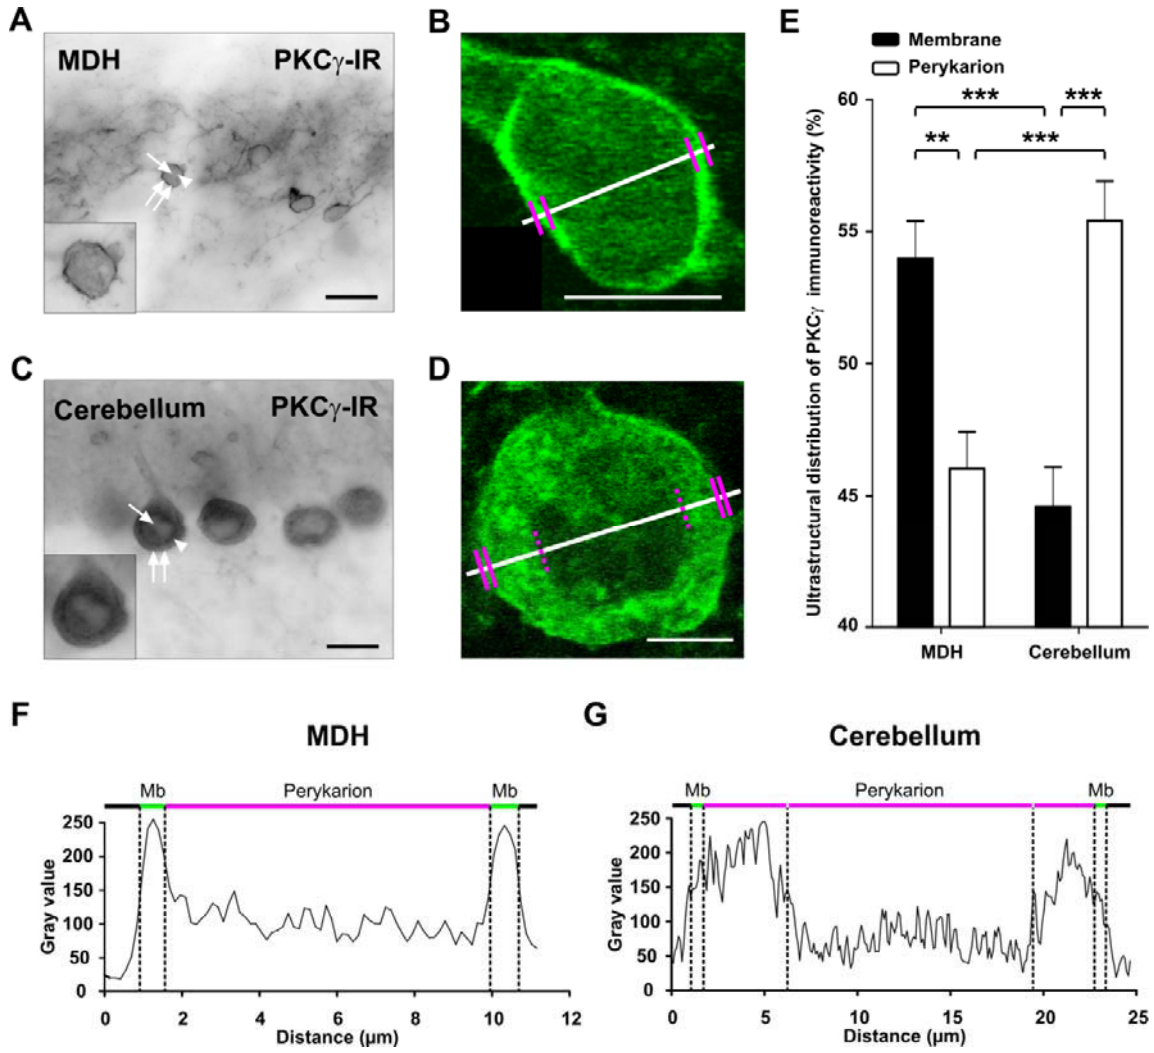 A
MDH
PKCγ-IR
B
C
Cerebellum
PKCγ-IR
D
E
Membrane
Perykarion
Ultrastructural distribution of PKCγ immunoreactivity (%)
60
55
50
45
40
***
***
**
***
MDH
Cerebellum
F
MDH
Mb
Perykarion
Mb
Gray value
250
200
150
100
50
0
0 2 4 6 8 10 12
Distance (µm)
G
Cerebellum
Mb
Perykarion
Mb
Gray value
250
200
150
100
50
0
0 5 10 15 20 25
Distance (µm)